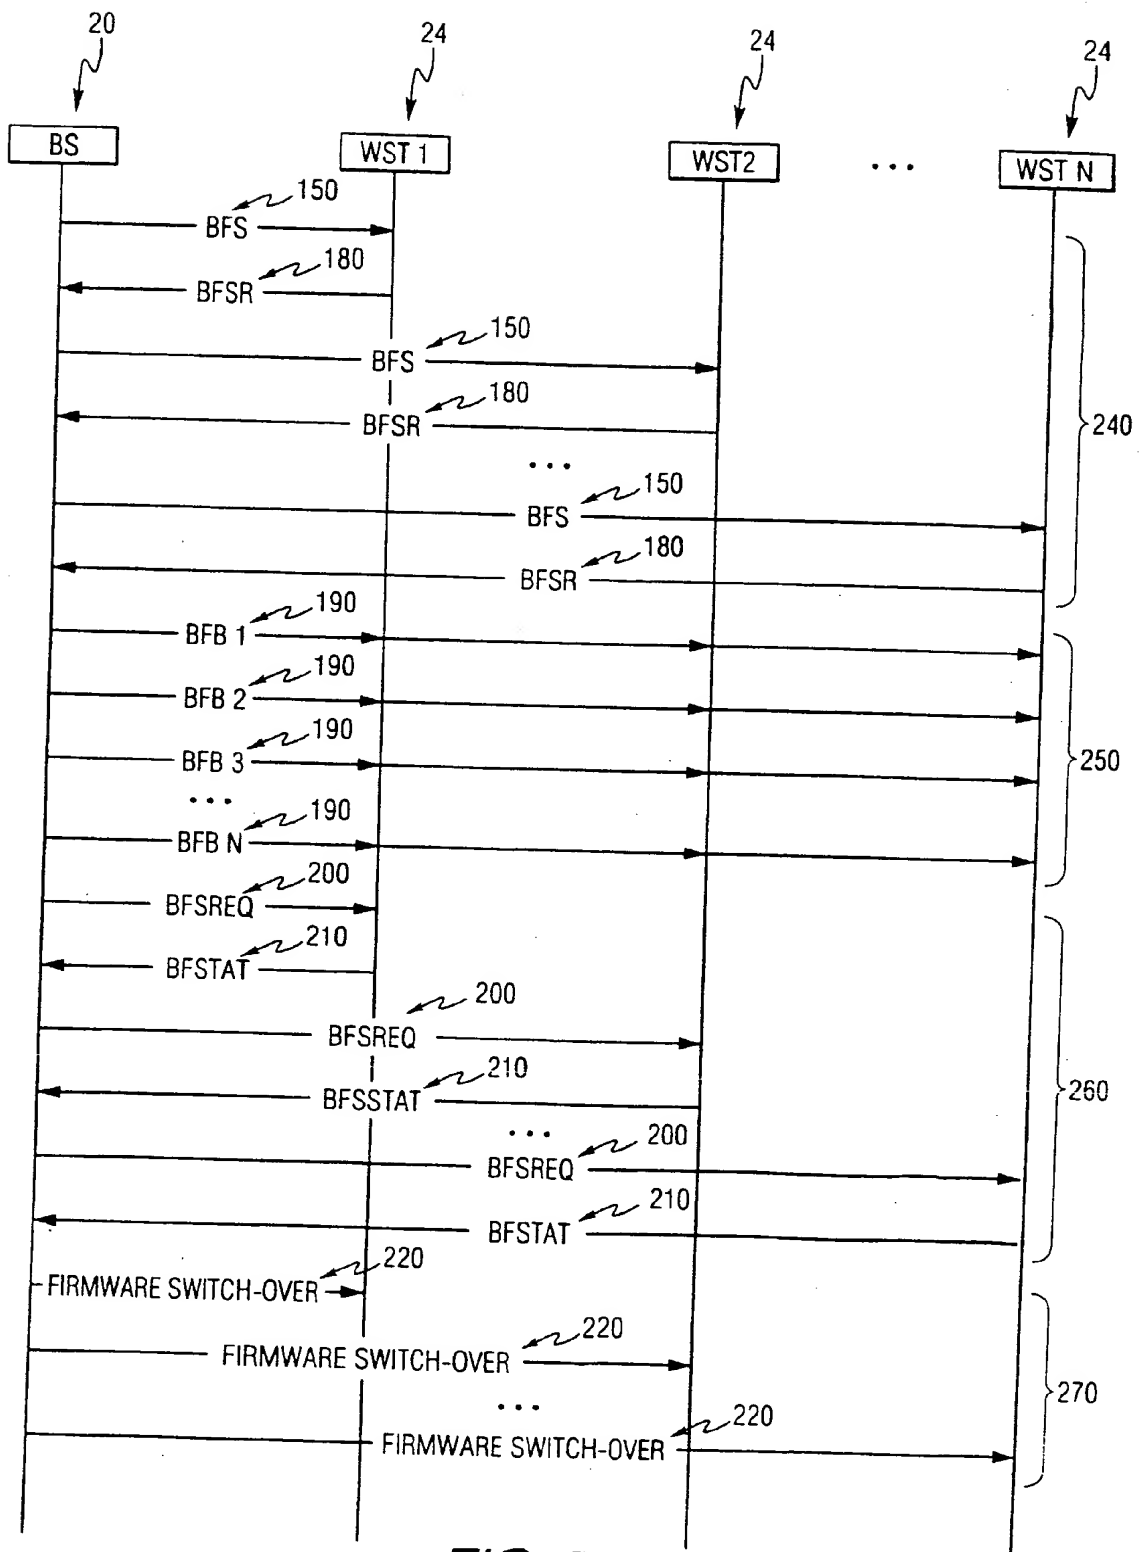 20
24
24
24
BS
WST 1
WST2
...
WST N
150
BFS
180
BFSR
150
BFS
180
BFSR
240
...
150
BFS
180
BFSR
190
BFB 1
190
BFB 2
190
BFB 3
250
...
190
BFB N
200
BFSREQ
210
BFSTAT
200
BFSREQ
210
BFSSTAT
260
...
200
BFSREQ
210
BFSTAT
220
FIRMWARE SWITCH-OVER
220
FIRMWARE SWITCH-OVER
270
...
220
FIRMWARE SWITCH-OVER